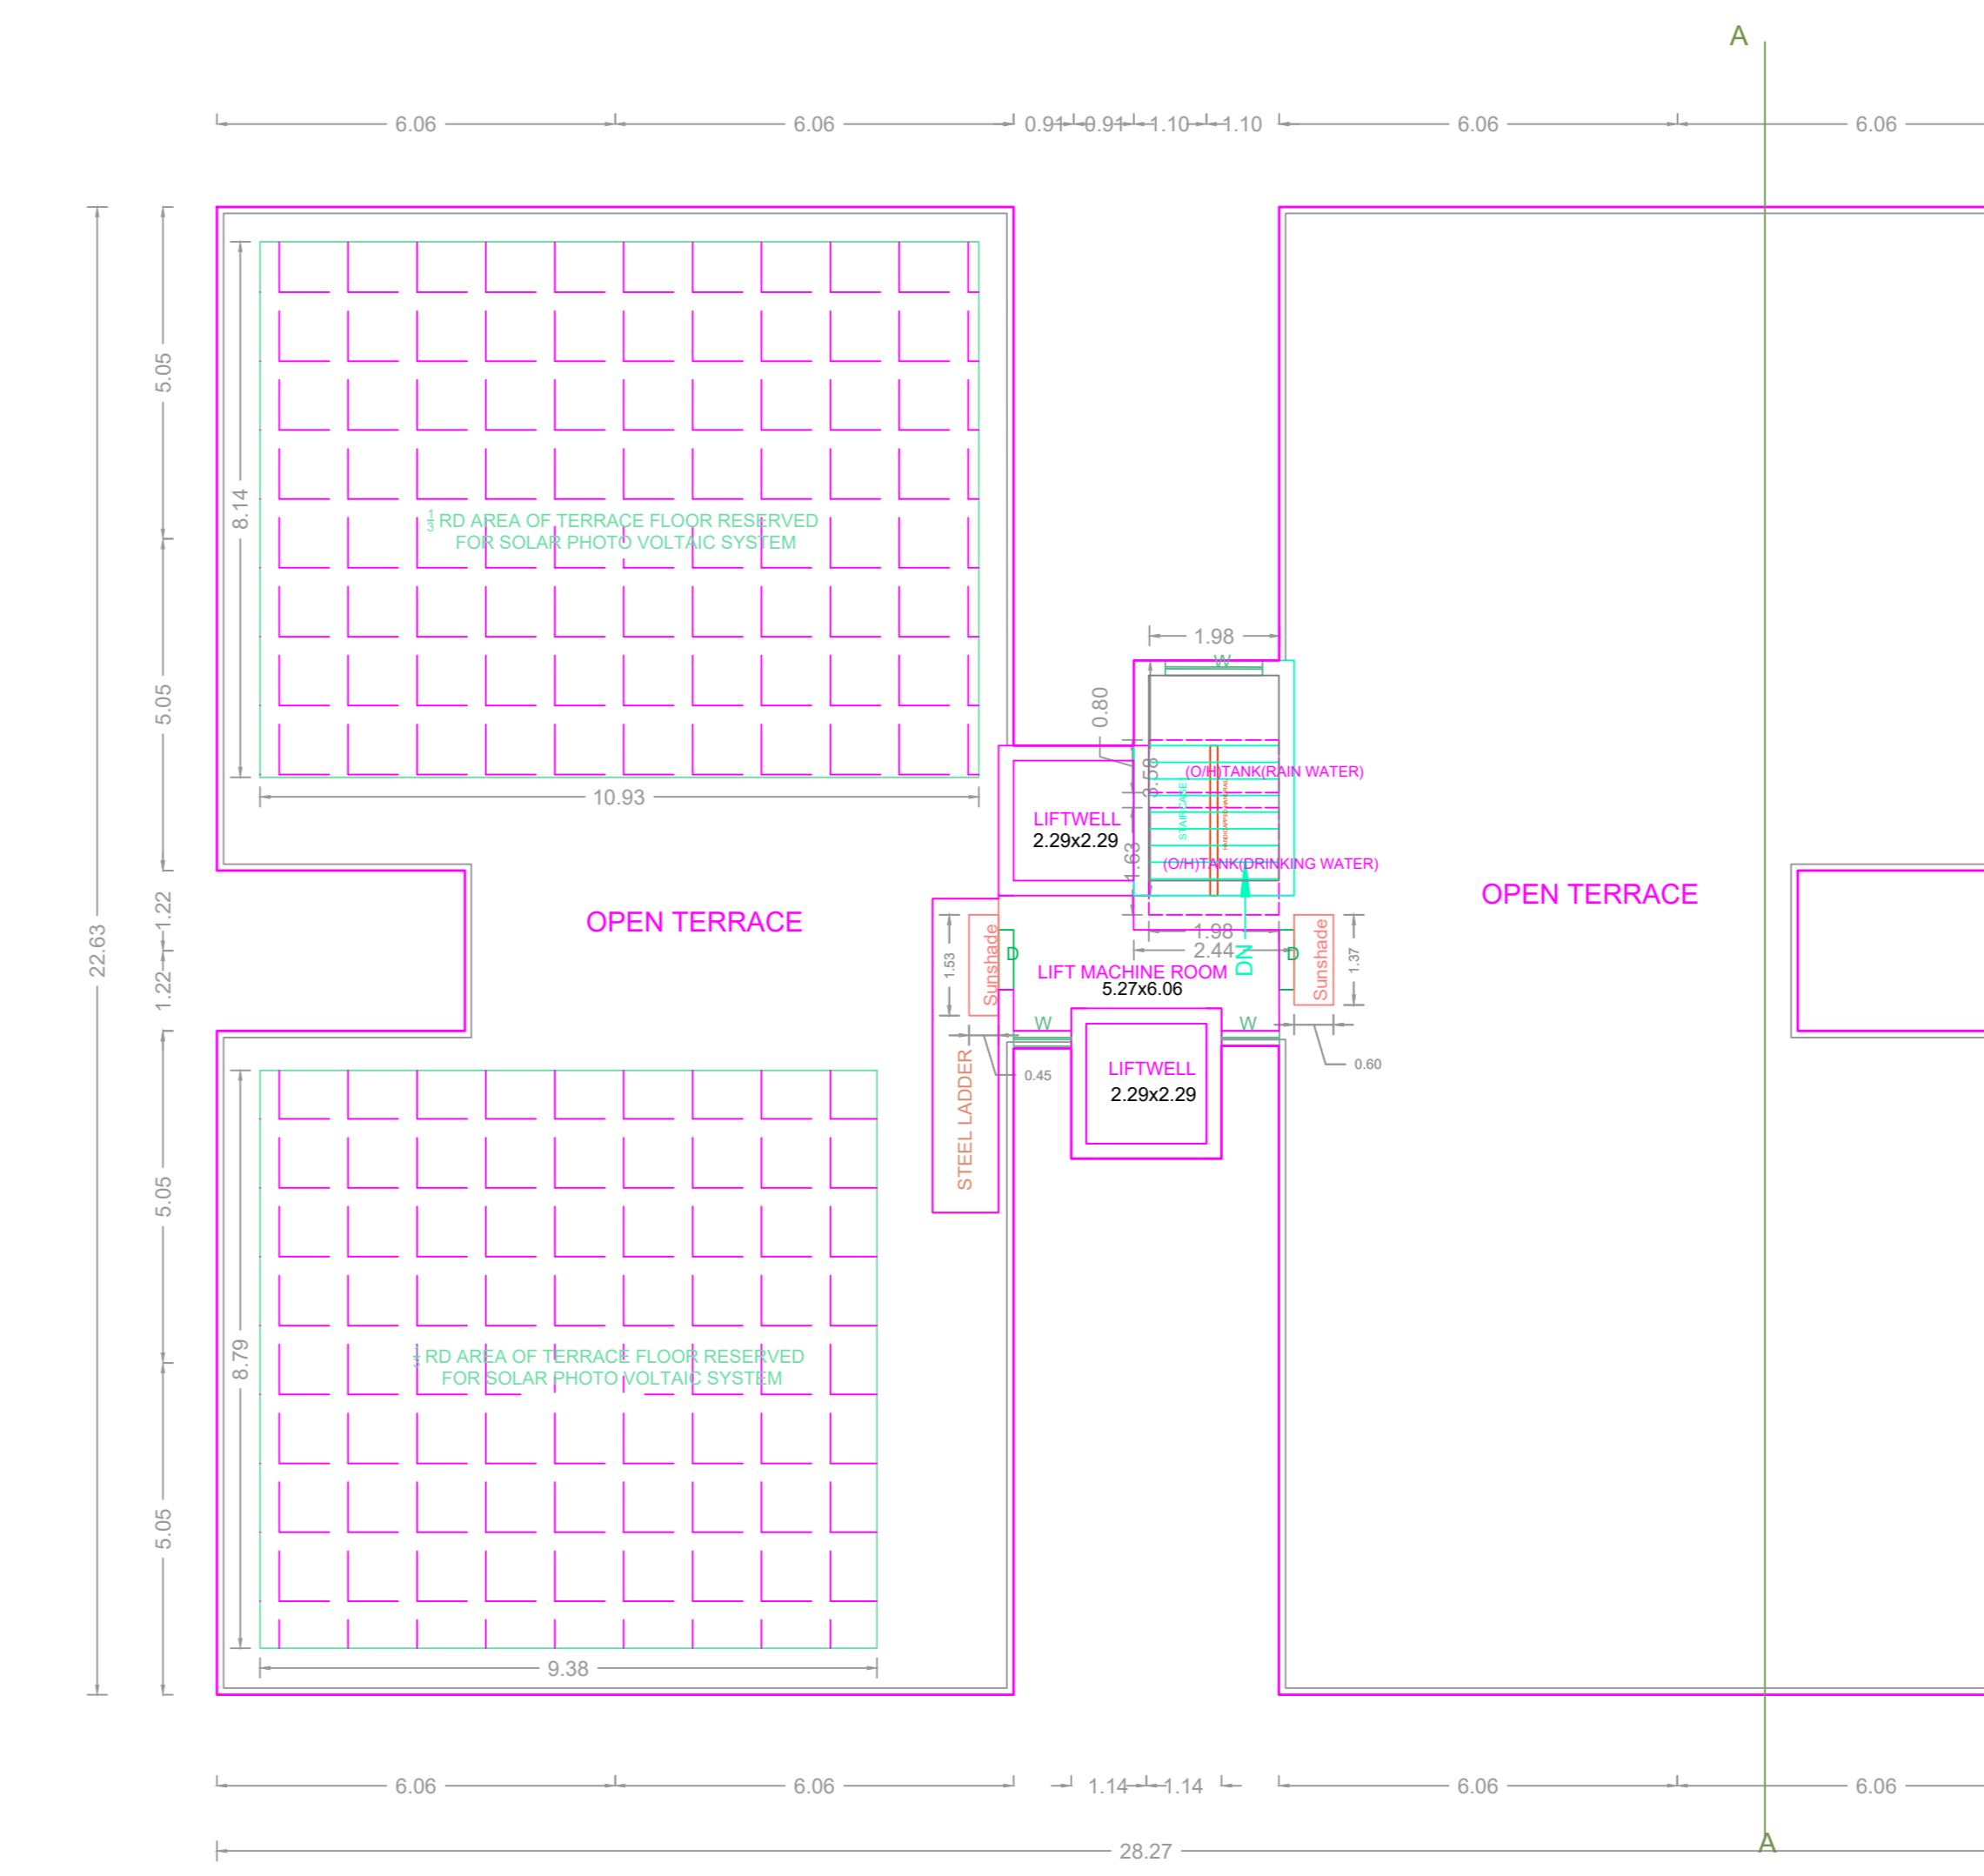 A
6.06
6.06
0.91
0.91
1.10
1.10
6.06
6.06
22.63
5.05
5.05
1.22
1.22
5.05
5.05
8.14
1/3 RD AREA OF TERRACE FLOOR RESERVED
FOR SOLAR PHOTO VOLTAIC SYSTEM
10.93
1.98
W
0.80
3.58
(O/H)TANK(RAIN WATER)
STAIRCASE
LIFTWELL
2.29x2.29
1.63
(O/H)TANK(DRINKING WATER)
OPEN TERRACE
OPEN TERRACE
1.98
2.44
DN
1.53
Sunshade
D
D
Sunshade
1.37
LIFT MACHINE ROOM
5.27x6.06
W
W
0.45
0.60
STEEL LADDER
LIFTWELL
2.29x2.29
8.79
RD AREA OF TERRACE FLOOR RESERVED
FOR SOLAR PHOTO VOLTAIC SYSTEM
9.38
6.06
6.06
1.14
1.14
6.06
6.06
28.27
A